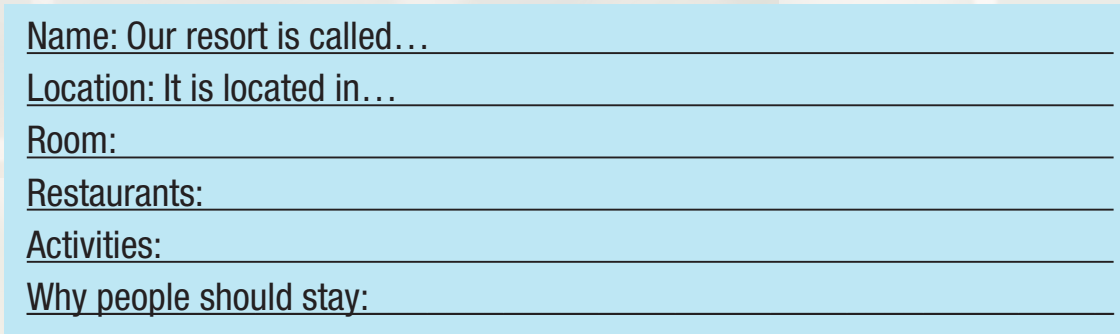 Name: Our resort is called…
Location: It is located in…
Room:
Restaurants:
Activities:
Why people should stay: